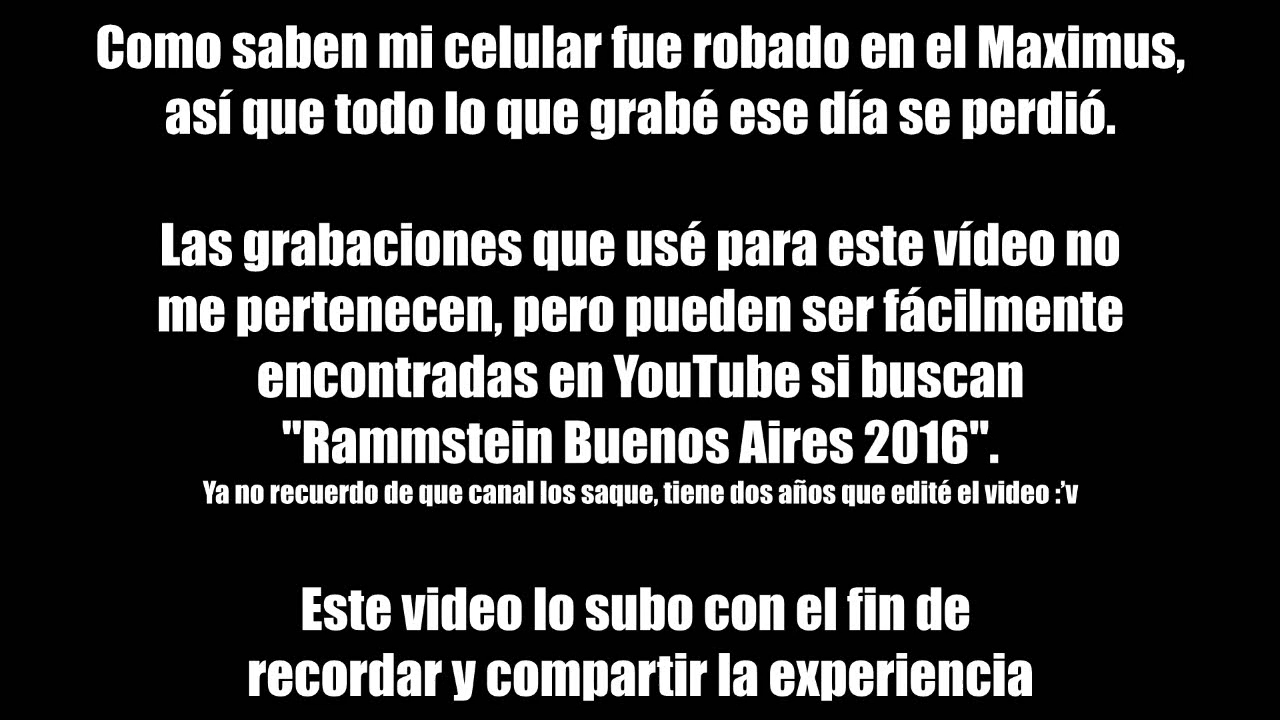 Como saben mi celular fue robado en el Maximus,
así que todo lo que grabé ese día se perdió.
Las grabaciones que usé para este vídeo no
me pertenecen, pero pueden ser fácilmente
encontradas en YouTube si buscan
"Rammstein Buenos Aires 2016".
Ya no recuerdo de que canal los saque, tiene dos años que edité el video :'v
Este video lo subo con el fin de
recordar y compartir la experiencia